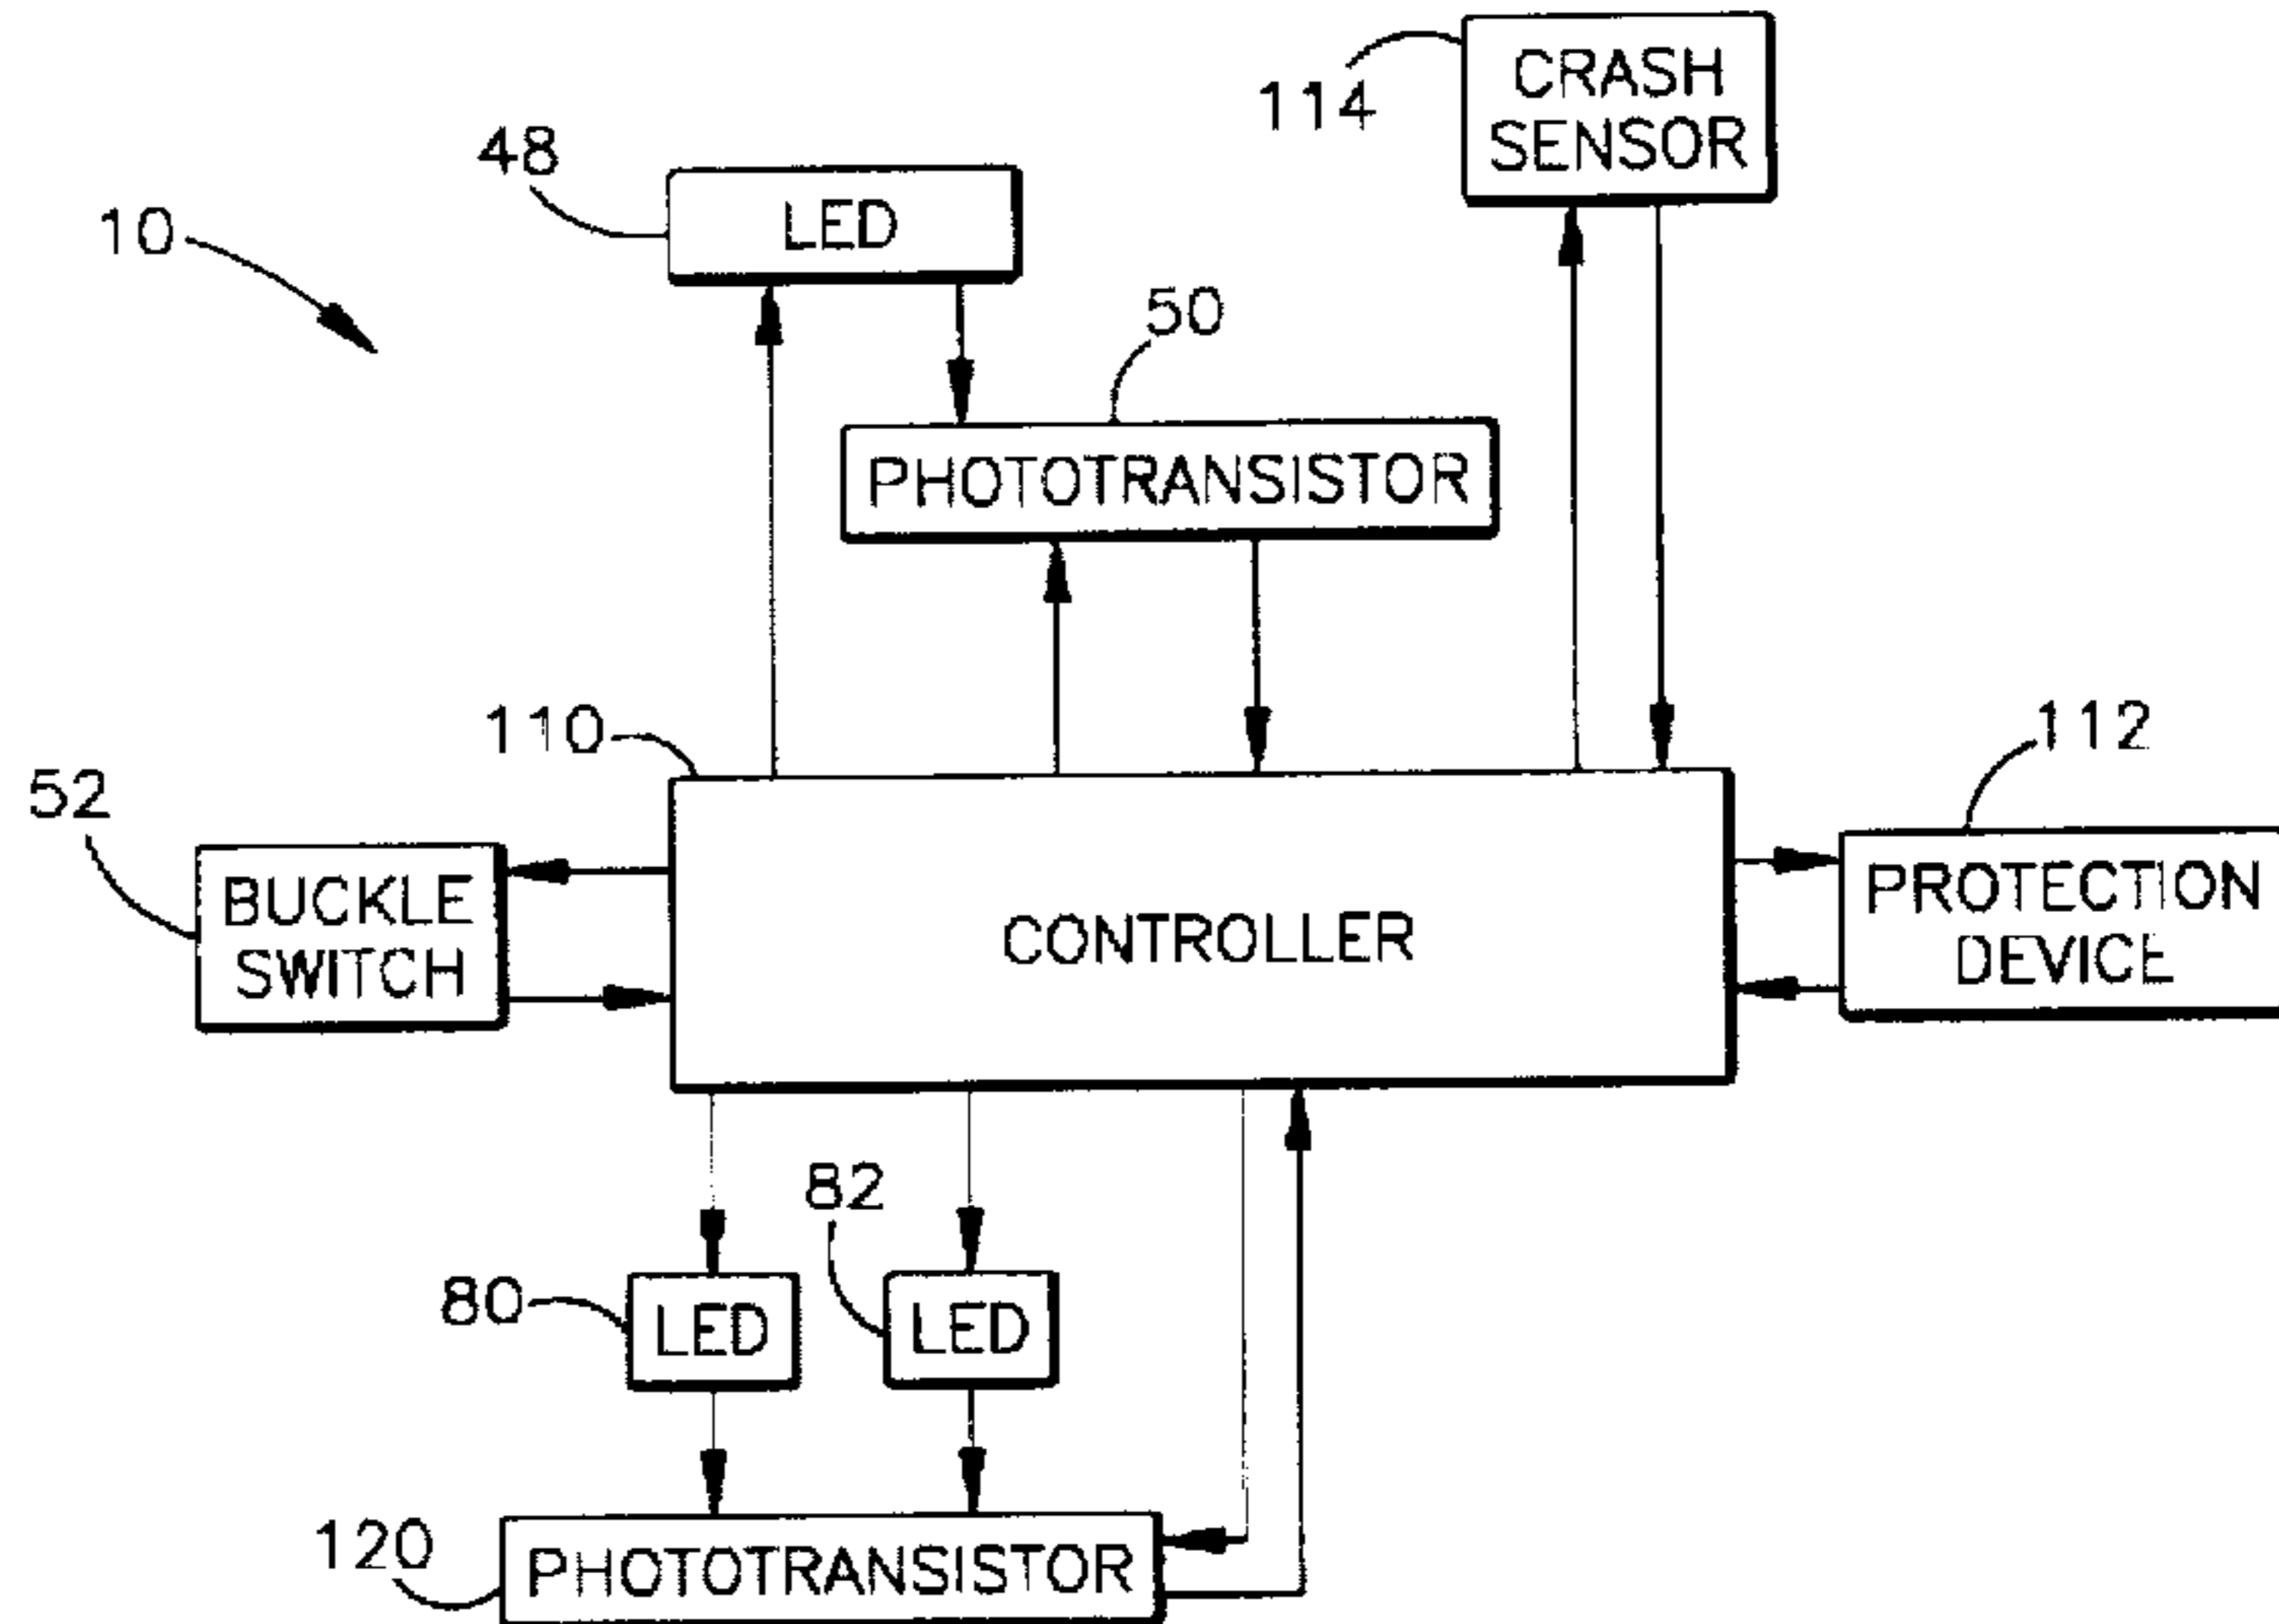 114
CRASH
SENSOR
48
LED
10
50
PHOTOTRANSISTOR
110
112
52
BUCKLE
SWITCH
CONTROLLER
PROTECTION
DEVICE
82
80
LED
LED
120
PHOTOTRANSISTOR